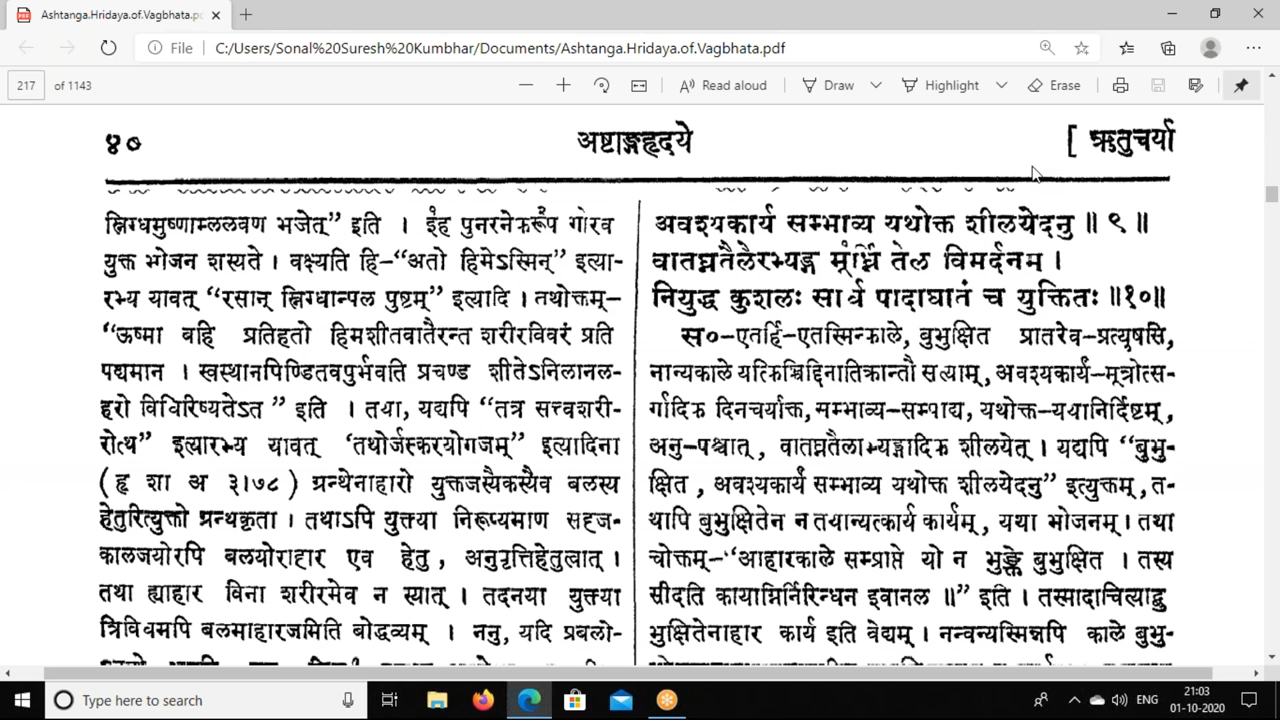 Ashtanga.Hridaya.of.Vagbhata.pd
File
C:/Users/Sonal%20Suresh%20Kumbhar/Documents/Ashtanga.Hridaya.of.Vagbhata.pdf
217 of 1143
Read aloud
Draw
Highlight
Erase
४०
अष्टाङ्गहृदये
[ ऋतुचर्या
स्निग्धमुष्णाम्ललवण भजेत्” इति । इह पुनरनेकरूप गौरव
युक्त भोजन शस्यते । वक्ष्यति हि–“अतो हिमेऽस्मिन्” इत्या-
रभ्य यावत् “रसान् स्निग्धान्पल पुष्टम्” इत्यादि । तथोक्तम्–
“ऊष्मा बहि प्रतिहतो हिमशीतवातैरन्त शरीरविवरं प्रति
पद्यमान । स्वस्थानपिण्डितवपुर्भवति प्रचण्ड शीतेऽनिलानल-
हरो विधिरिष्यतेऽत ” इति । तथा, यद्यपि “तत्र सत्त्वशरी-
रोत्थ” इत्यारभ्य यावत् ‘तथोर्जस्करयोगजम्” इत्यादिना
( हृ शा अ ३।७८ ) ग्रन्थेनाहारो युक्तजस्यैकस्यैव बलस्य
हेतुरित्युक्तो ग्रन्थकृता । तथाऽपि युक्त्या निरूप्यमाण सहज-
कालजयोरपि बलयोराहार एव हेतु, अनुवृत्तिहेतुत्वात् ।
तथा ह्याहार विना शरीरमेव न स्यात् । तदनया युक्त्या
त्रिविधमपि बलमाहारजमिति बोद्धव्यम् । ननु, यदि प्रबलो-
अवश्यकार्य सम्भाव्य यथोक्त शीलयेदनु ॥ ९ ॥
वातघ्नतैलैरभ्यङ्ग मूर्ध्नि तेल विमर्दनम् ।
नियुद्ध कुशलः सार्ध पादाघातं च युक्तितः ॥१०॥
स०–एतर्हि–एतस्मिन्काले, बुभुक्षित प्रातरेव–प्रत्यूषसि,
नान्यकाले यत्किञ्चिद्दिनातिक्रान्तौ सत्याम्, अवश्यकार्यं–मूत्रोत्स-
र्गादिक दिनचर्योक्त, सम्भाव्य–सम्पाद्य, यथोक्त–यथानिर्दिष्टम्,
अनु–पश्चात्, वातघ्नतैलाभ्यङ्गादिक शीलयेत् । यद्यपि “बुभु-
क्षित, अवश्यकार्यं सम्भाव्य यथोक्त शीलयेदनु” इत्युक्तम्, त-
थापि बुभुक्षितेन न तथान्यत्कार्य कार्यम्, यथा भोजनम् । तथा
चोक्तम्–“आहारकाले सम्प्राप्ते यो न भुङ्क्ते बुभुक्षित । तस्य
सीदति कायाग्निर्निरिन्धन इवानल ॥” इति । तस्मादौचित्याद्बु
भुक्षितेनाहार कार्य इति वेद्यम् । नन्वन्यस्मिन्नपि काले बुभु-
Type here to search
ENG
21:03
01-10-2020